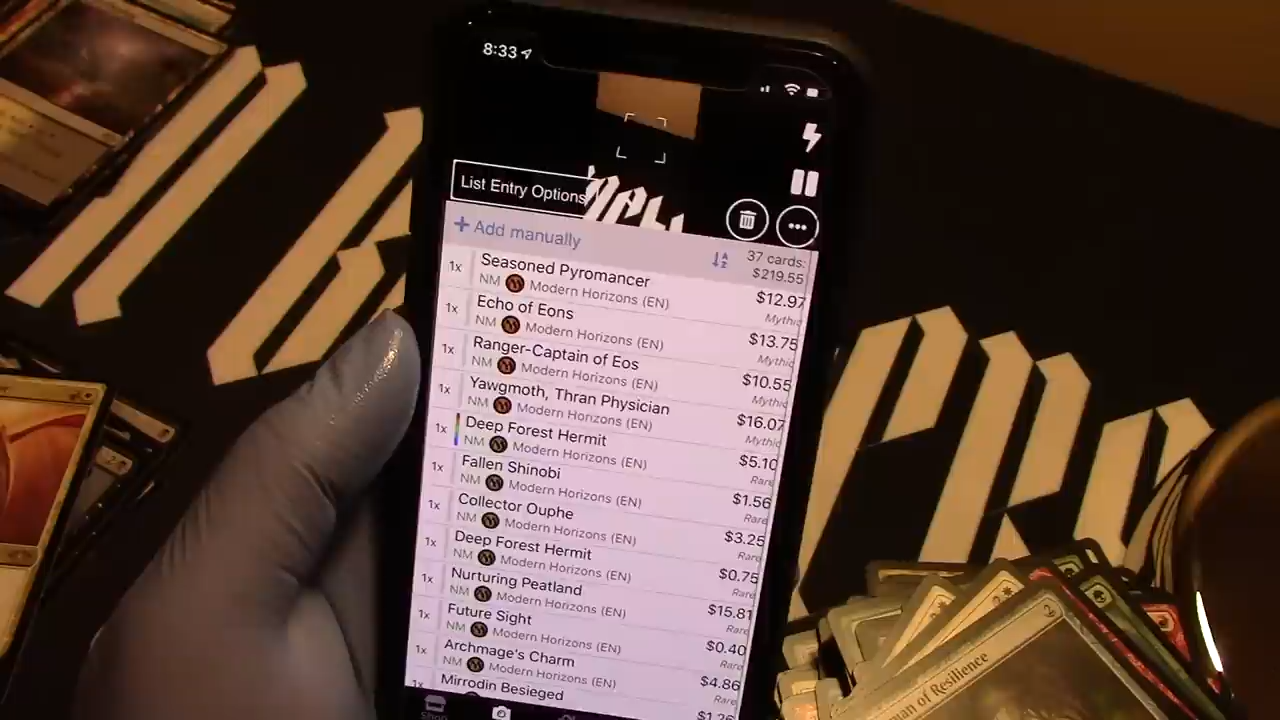 8:33
List Entry Options
+ Add manually
37 cards:
$219.55
1x Seasoned Pyromancer $12.97
NM Modern Horizons (EN) Mythic
1x Echo of Eons $13.75
NM Modern Horizons (EN) Mythic
1x Ranger-Captain of Eos $10.55
NM Modern Horizons (EN) Mythic
1x Yawgmoth, Thran Physician $16.07
NM Modern Horizons (EN) Mythic
1x Deep Forest Hermit $5.10
NM Modern Horizons (EN) Rare
1x Fallen Shinobi $1.56
NM Modern Horizons (EN) Rare
1x Collector Ouphe $3.25
NM Modern Horizons (EN) Rare
1x Deep Forest Hermit $0.75
NM Modern Horizons (EN) Rare
1x Nurturing Peatland $15.81
NM Modern Horizons (EN) Rare
1x Future Sight $0.40
NM Modern Horizons (EN) Rare
1x Archmage's Charm $4.86
NM Modern Horizons (EN) Rare
1x Mirrodin Besieged
of Resilience